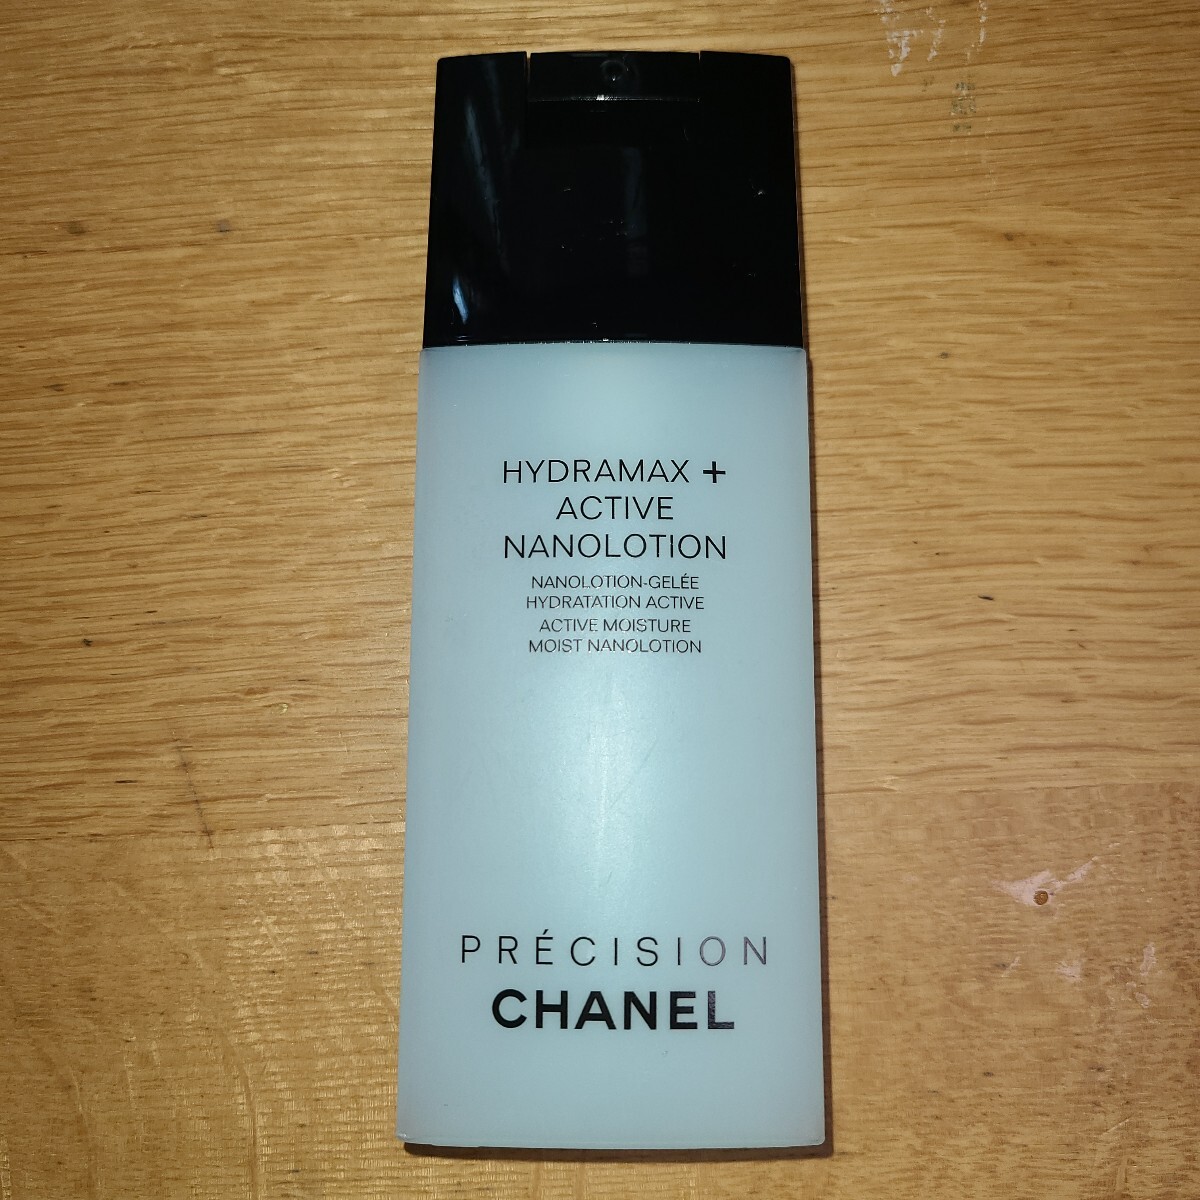 HYDRAMAX +
ACTIVE
NANOLOTION
NANOLOTION-GELÉE
HYDRATATION ACTIVE
ACTIVE MOISTURE
MOIST NANOLOTION
PRÉCISION
CHANEL